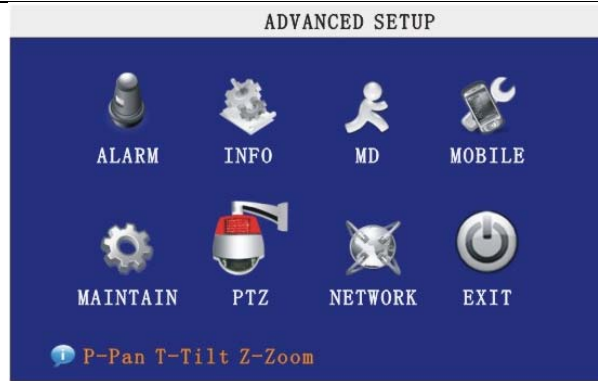 ADVANCED SETUP
ALARM INFO MD MOBILE
MAINTAIN PTZ NETWORK EXIT
P-Pan T-Tilt Z-Zoom